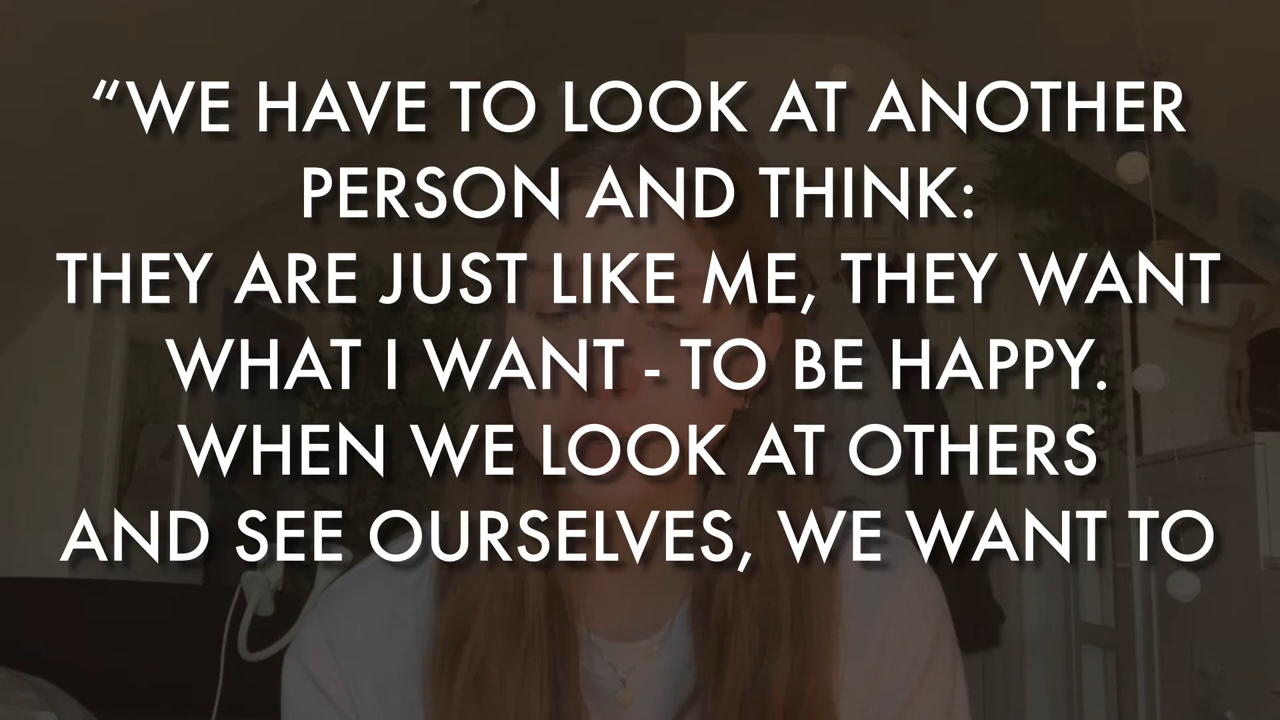 “WE HAVE TO LOOK AT ANOTHER
PERSON AND THINK:
THEY ARE JUST LIKE ME, THEY WANT
WHAT I WANT - TO BE HAPPY.
WHEN WE LOOK AT OTHERS
AND SEE OURSELVES, WE WANT TO